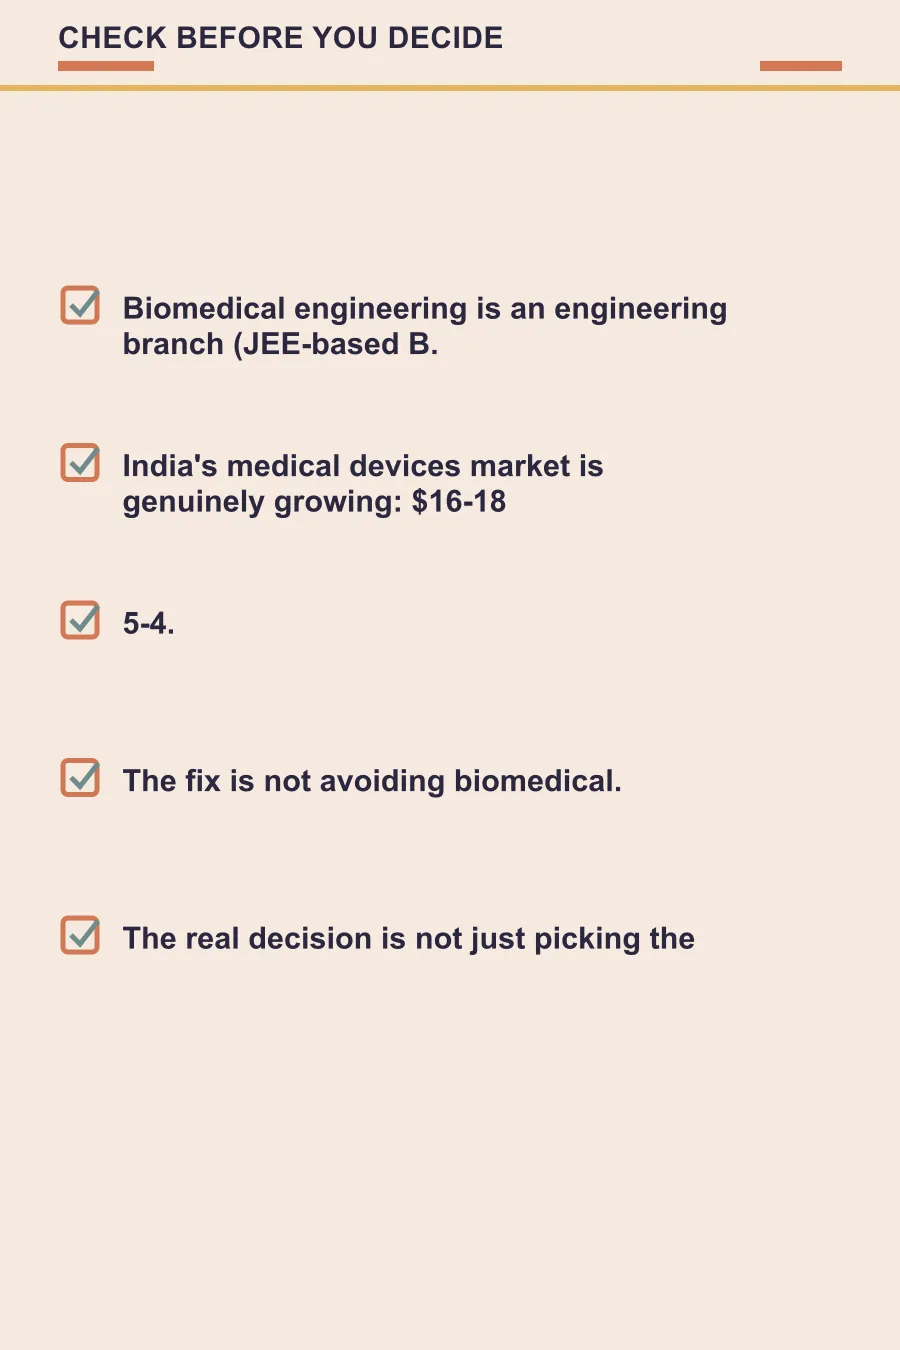 CHECK BEFORE YOU DECIDE
Biomedical engineering is an engineering
branch (JEE-based B.
India's medical devices market is
genuinely growing: $16-18
5-4.
The fix is not avoiding biomedical.
The real decision is not just picking the